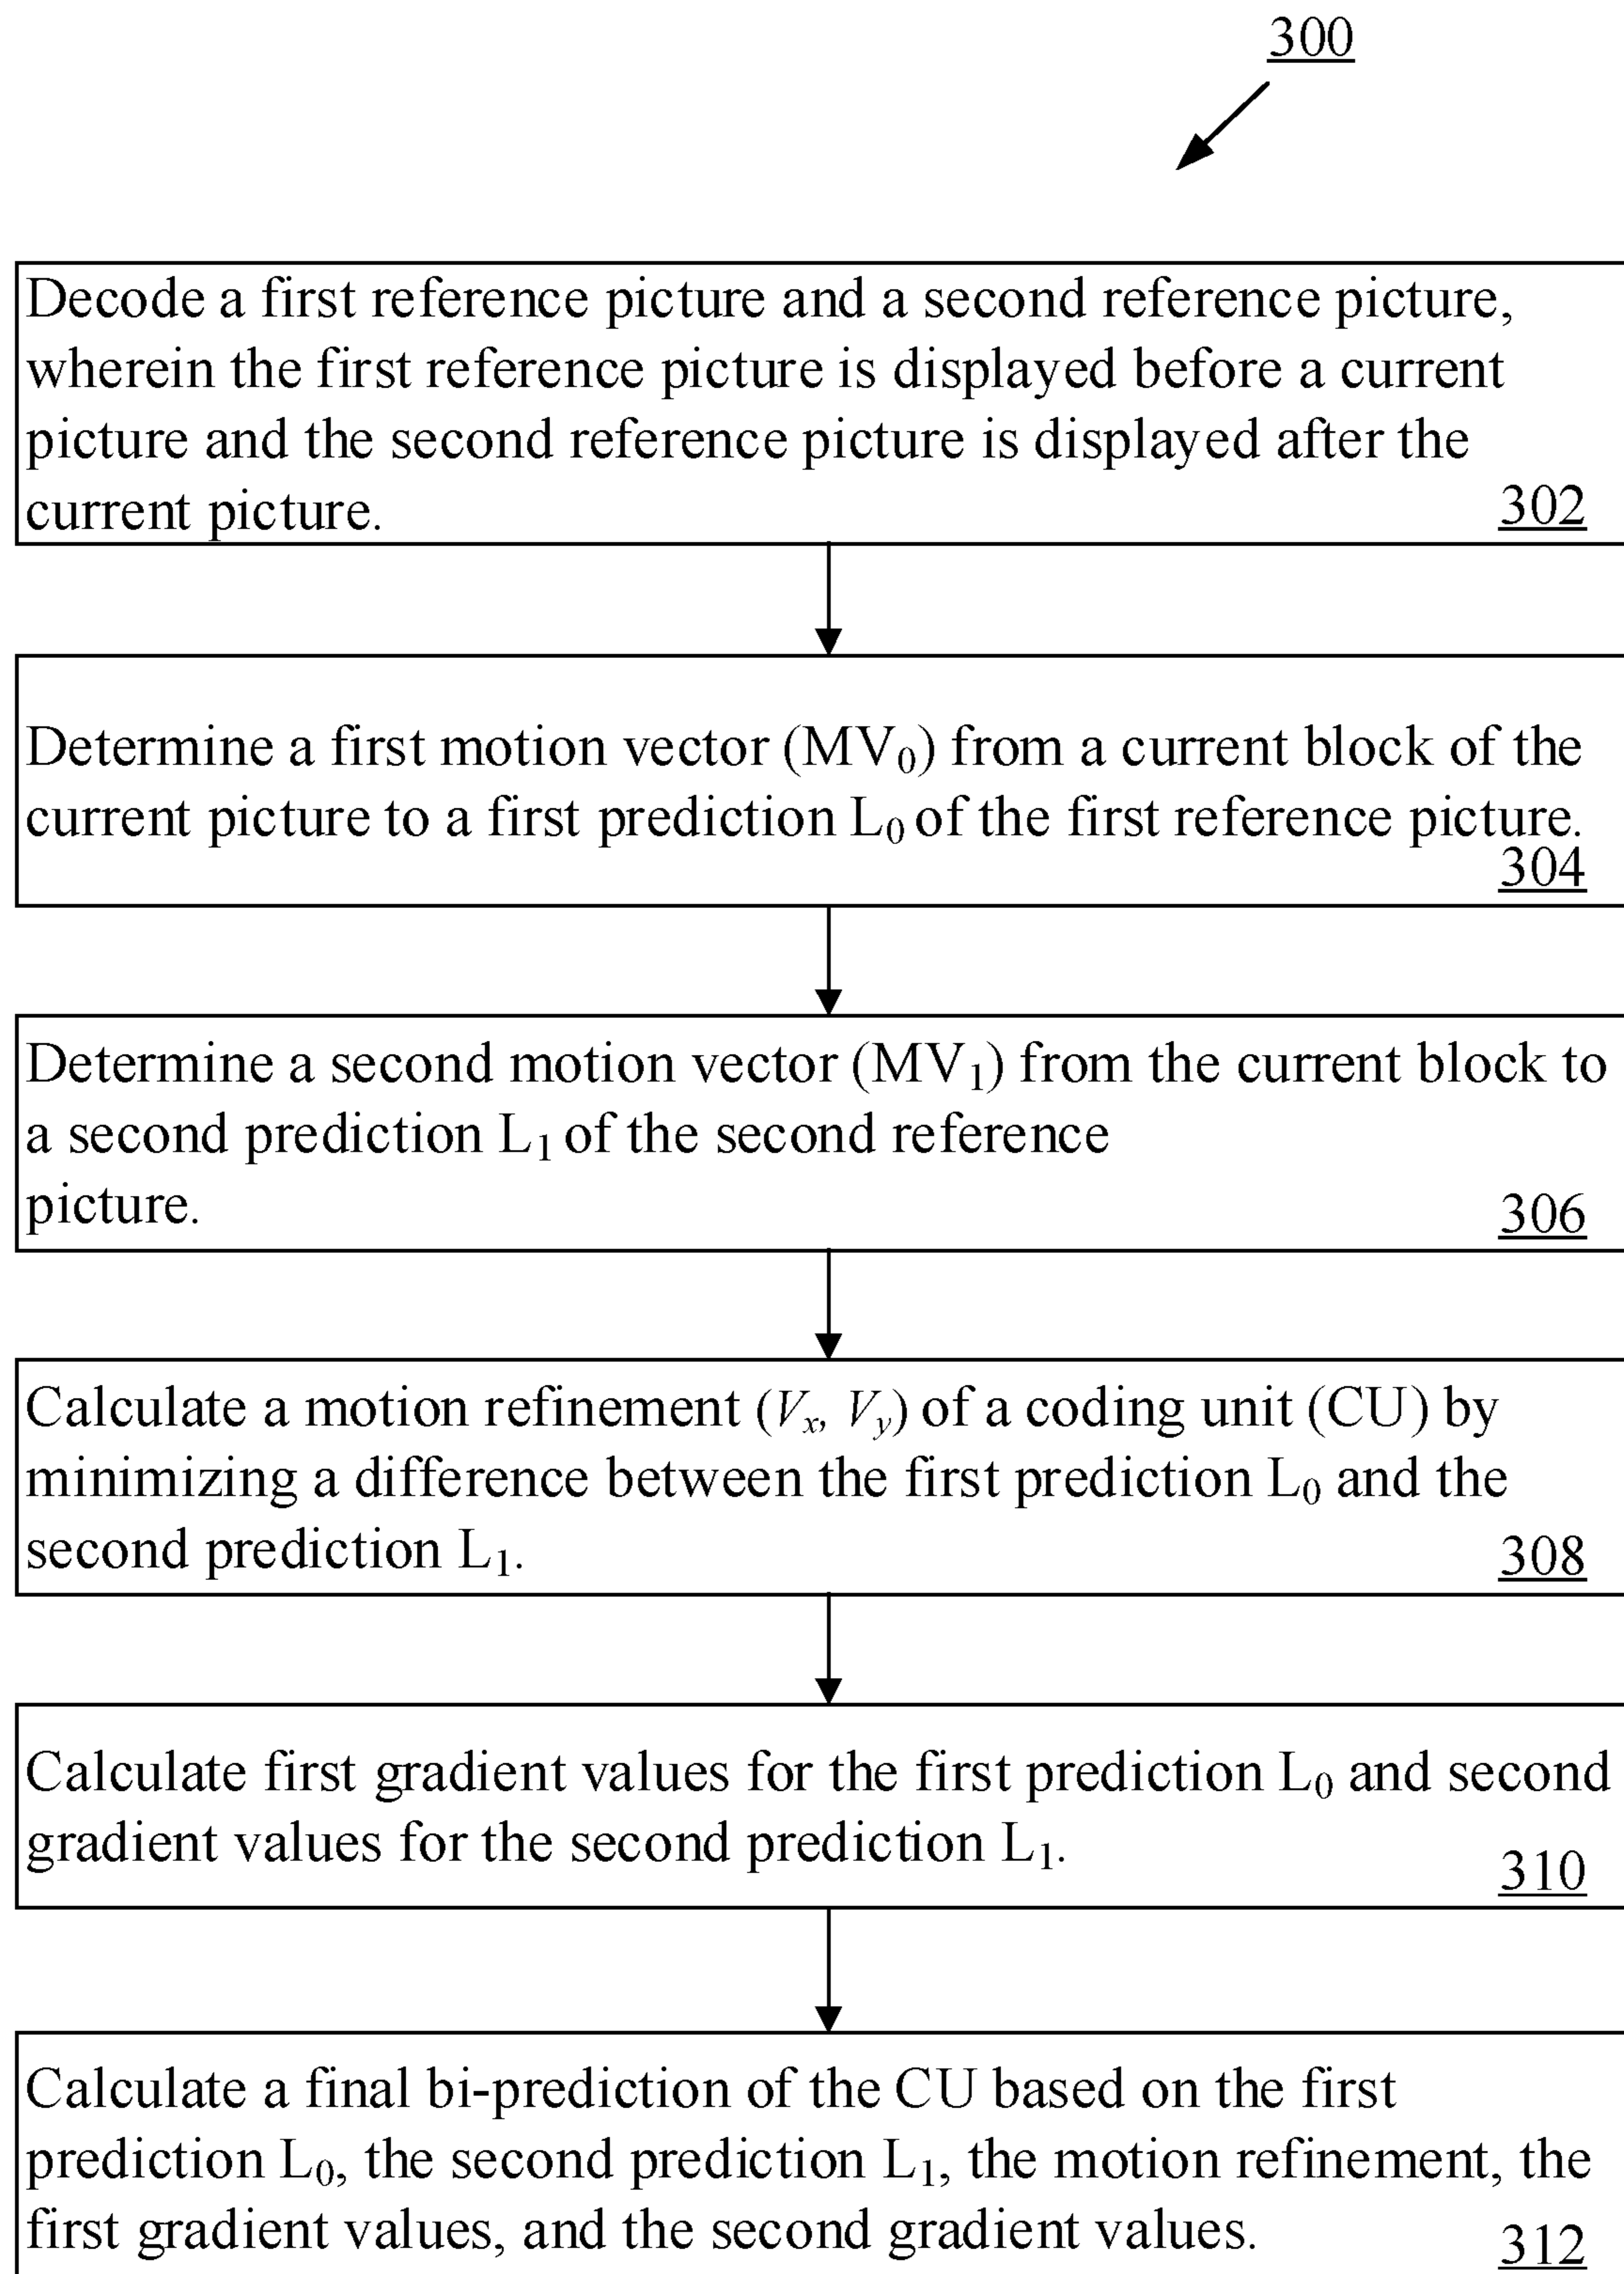 300
Decode a first reference picture and a second reference picture,
wherein the first reference picture is displayed before a current
picture and the second reference picture is displayed after the
current picture.
302
Determine a first motion vector (MV₀) from a current block of the
current picture to a first prediction L₀ of the first reference picture.
304
Determine a second motion vector (MV₁) from the current block to
a second prediction L₁ of the second reference
picture.
306
Calculate a motion refinement (Vₓ, Vy) of a coding unit (CU) by
minimizing a difference between the first prediction L₀ and the
second prediction L₁.
308
Calculate first gradient values for the first prediction L₀ and second
gradient values for the second prediction L₁.
310
Calculate a final bi-prediction of the CU based on the first
prediction L₀, the second prediction L₁, the motion refinement, the
first gradient values, and the second gradient values.
312